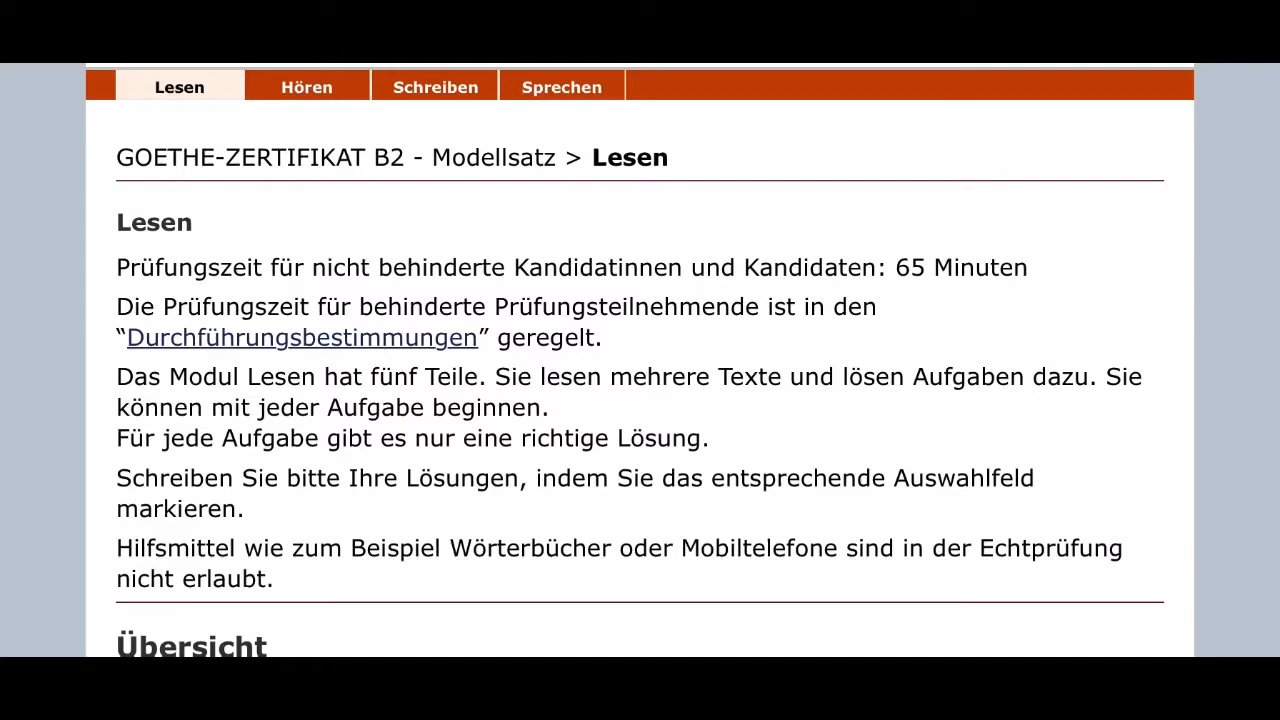 Lesen Hören Schreiben Sprechen
GOETHE-ZERTIFIKAT B2 - Modellsatz > Lesen
Lesen
Prüfungszeit für nicht behinderte Kandidatinnen und Kandidaten: 65 Minuten
Die Prüfungszeit für behinderte Prüfungsteilnehmende ist in den
“Durchführungsbestimmungen” geregelt.
Das Modul Lesen hat fünf Teile. Sie lesen mehrere Texte und lösen Aufgaben dazu. Sie
können mit jeder Aufgabe beginnen.
Für jede Aufgabe gibt es nur eine richtige Lösung.
Schreiben Sie bitte Ihre Lösungen, indem Sie das entsprechende Auswahlfeld
markieren.
Hilfsmittel wie zum Beispiel Wörterbücher oder Mobiltelefone sind in der Echtprüfung
nicht erlaubt.
Übersicht